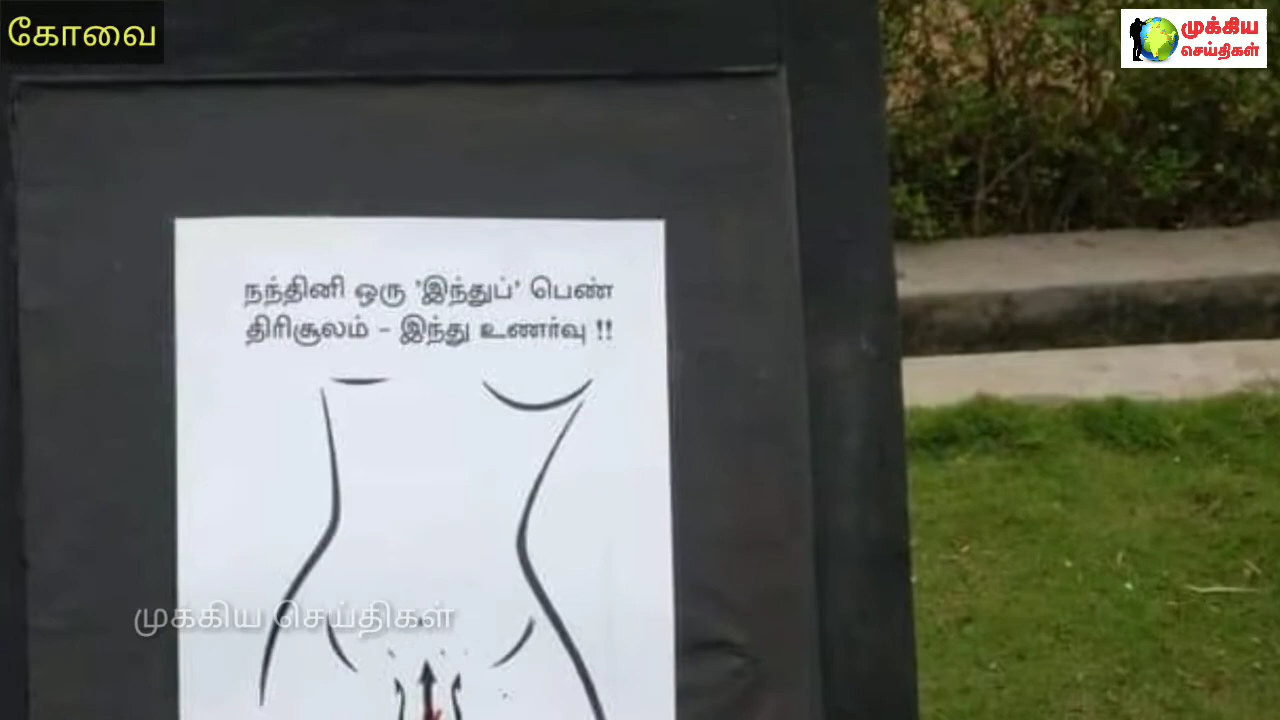 கோவை
முக்கிய
செய்திகள்
நந்தினி ஒரு 'இந்துப்' பெண்
திரிசூலம் - இந்து உணர்வு !!
முக்கிய செய்திகள்